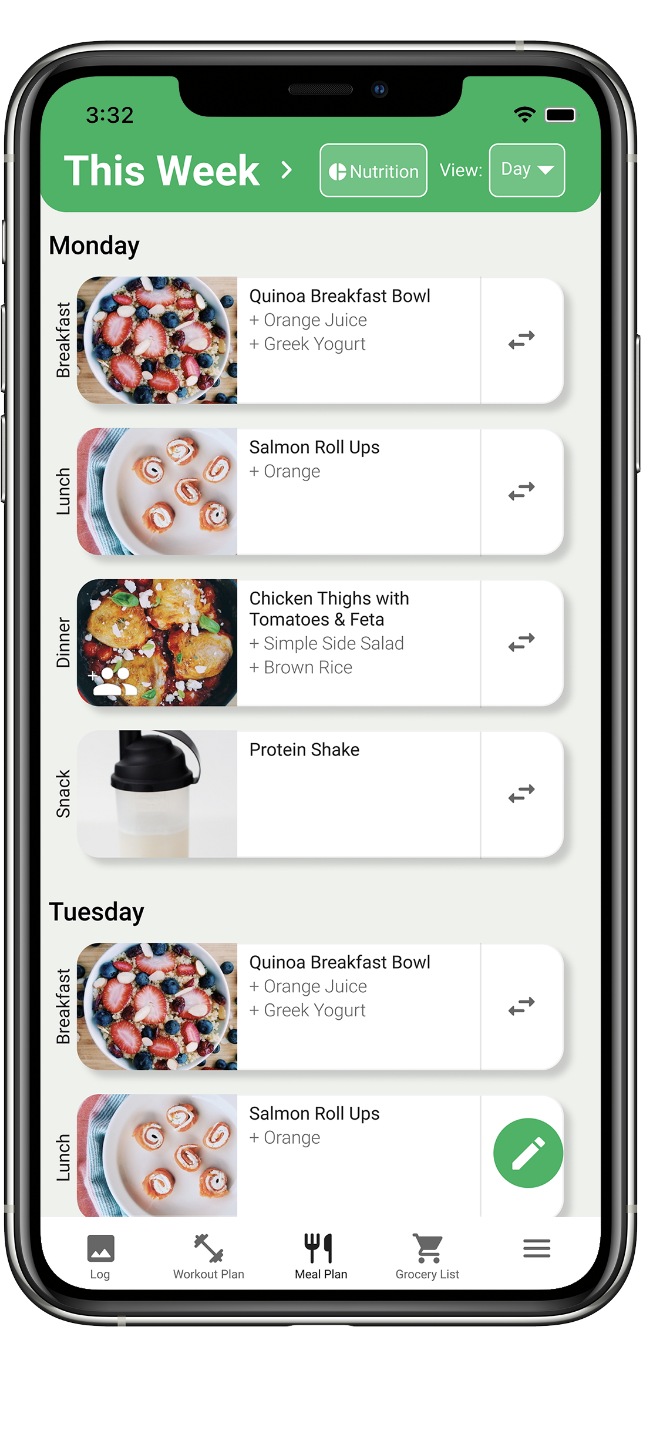 3:32
This Week
Nutrition
View:
Day
Monday
Breakfast
Quinoa Breakfast Bowl
+ Orange Juice
+ Greek Yogurt
Lunch
Salmon Roll Ups
+ Orange
Dinner
Chicken Thighs with
Tomatoes & Feta
+ Simple Side Salad
+ Brown Rice
Snack
Protein Shake
Tuesday
Breakfast
Quinoa Breakfast Bowl
+ Orange Juice
+ Greek Yogurt
Lunch
Salmon Roll Ups
+ Orange
Log
Workout Plan
Meal Plan
Grocery List